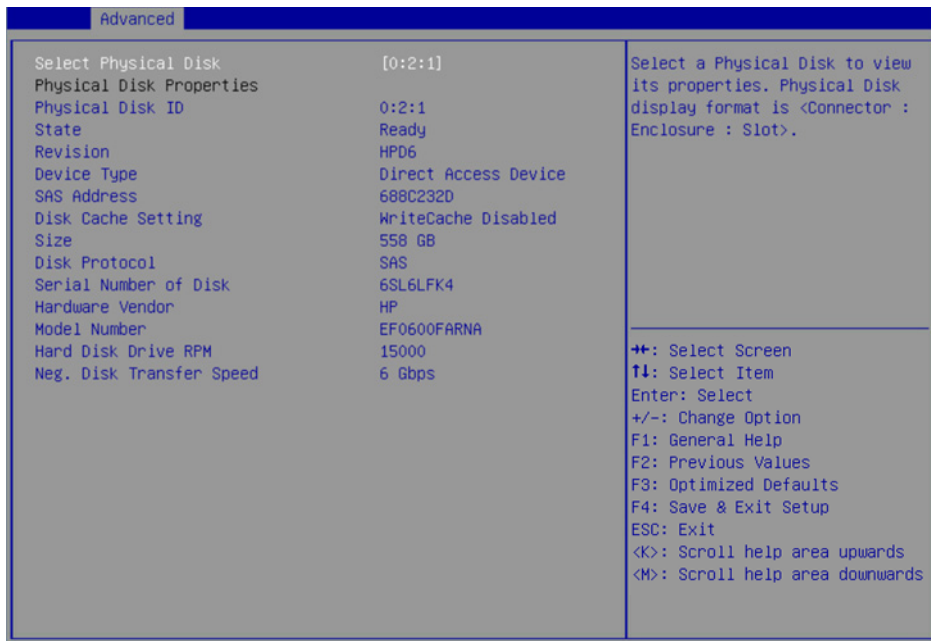 Advanced
Select Physical Disk [0:2:1]
Physical Disk Properties
Physical Disk ID 0:2:1
State Ready
Revision HPD6
Device Type Direct Access Device
SAS Address 688C232D
Disk Cache Setting WriteCache Disabled
Size 558 GB
Disk Protocol SAS
Serial Number of Disk 6SL6LFK4
Hardware Vendor HP
Model Number EF0600FARNA
Hard Disk Drive RPM 15000
Neg. Disk Transfer Speed 6 Gbps
Select a Physical Disk to view
its properties. Physical Disk
display format is <Connector :
Enclosure : Slot>.
→←: Select Screen
↑↓: Select Item
Enter: Select
+/-: Change Option
F1: General Help
F2: Previous Values
F3: Optimized Defaults
F4: Save & Exit Setup
ESC: Exit
<K>: Scroll help area upwards
<M>: Scroll help area downwards